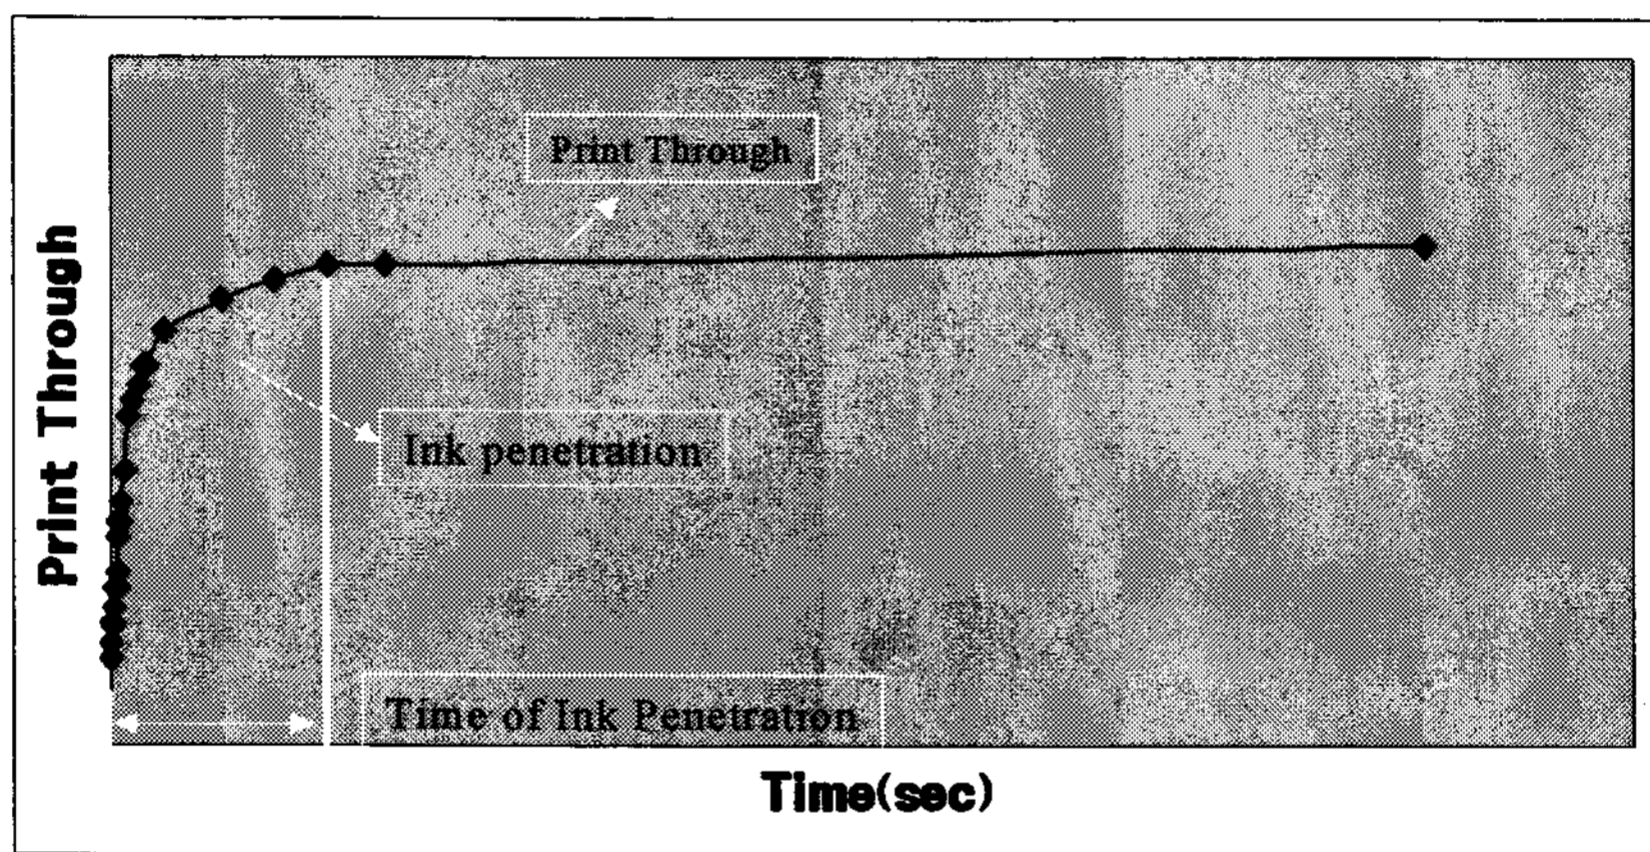 Print Through
Print Through
Ink penetration
Time of Ink Penetration
Time(sec)